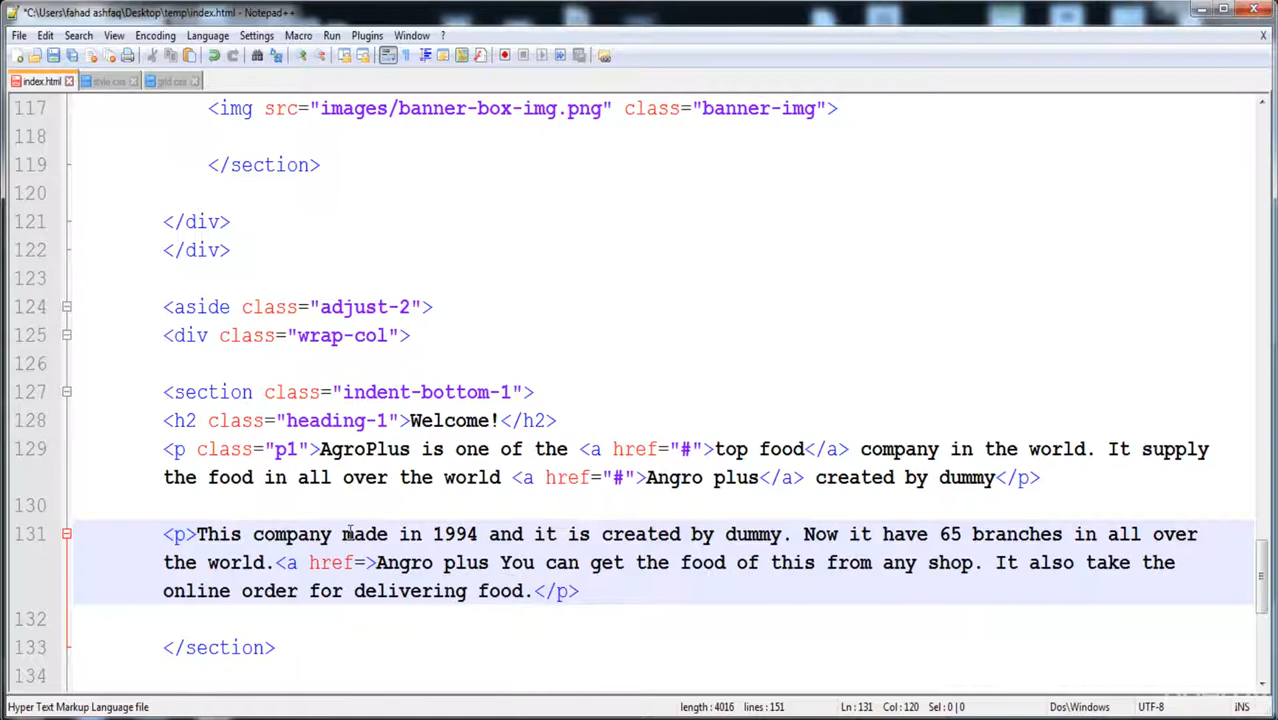 *C:\Users\fahad ashfaq\Desktop\temp\index.html - Notepad++
File Edit Search View Encoding Language Settings Macro Run Plugins Window ? X
index.html style.css grid.css
117 <img src="images/banner-box-img.png" class="banner-img">
118
119 </section>
120
121 </div>
122 </div>
123
124 <aside class="adjust-2">
125 <div class="wrap-col">
126
127 <section class="indent-bottom-1">
128 <h2 class="heading-1">Welcome!</h2>
129 <p class="p1">AgroPlus is one of the <a href="#">top food</a> company in the world. It supply
the food in all over the world <a href="#">Angro plus</a> created by dummy</p>
130
131 <p>This company made in 1994 and it is created by dummy. Now it have 65 branches in all over
the world.<a href=>Angro plus You can get the food of this from any shop. It also take the
online order for delivering food.</p>
132
133 </section>
134
Hyper Text Markup Language file length : 4016 lines : 151 Ln : 131 Col : 120 Sel : 0 | 0 Dos\Windows UTF-8 INS